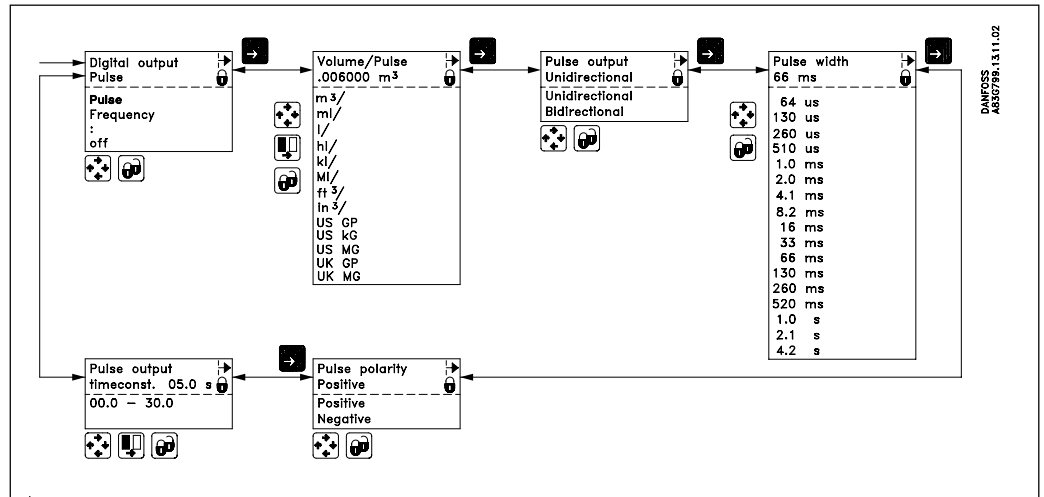 Digital output
Pulse
Pulse
Frequency
:
off
Volume/Pulse
.006000 m³
m³/
ml/
l/
hl/
kl/
Ml/
ft³/
in³/
US GP
US kG
US MG
UK GP
UK MG
Pulse output
Unidirectional
Unidirectional
Bidirectional
Pulse width
66 ms
64 us
130 us
260 us
510 us
1.0 ms
2.0 ms
4.1 ms
8.2 ms
16 ms
33 ms
66 ms
130 ms
260 ms
520 ms
1.0 s
2.1 s
4.2 s
DANFOSS
A83G799.13.11.02
Pulse output
timeconst. 05.0 s
00.0 – 30.0
Pulse polarity
Positive
Positive
Negative